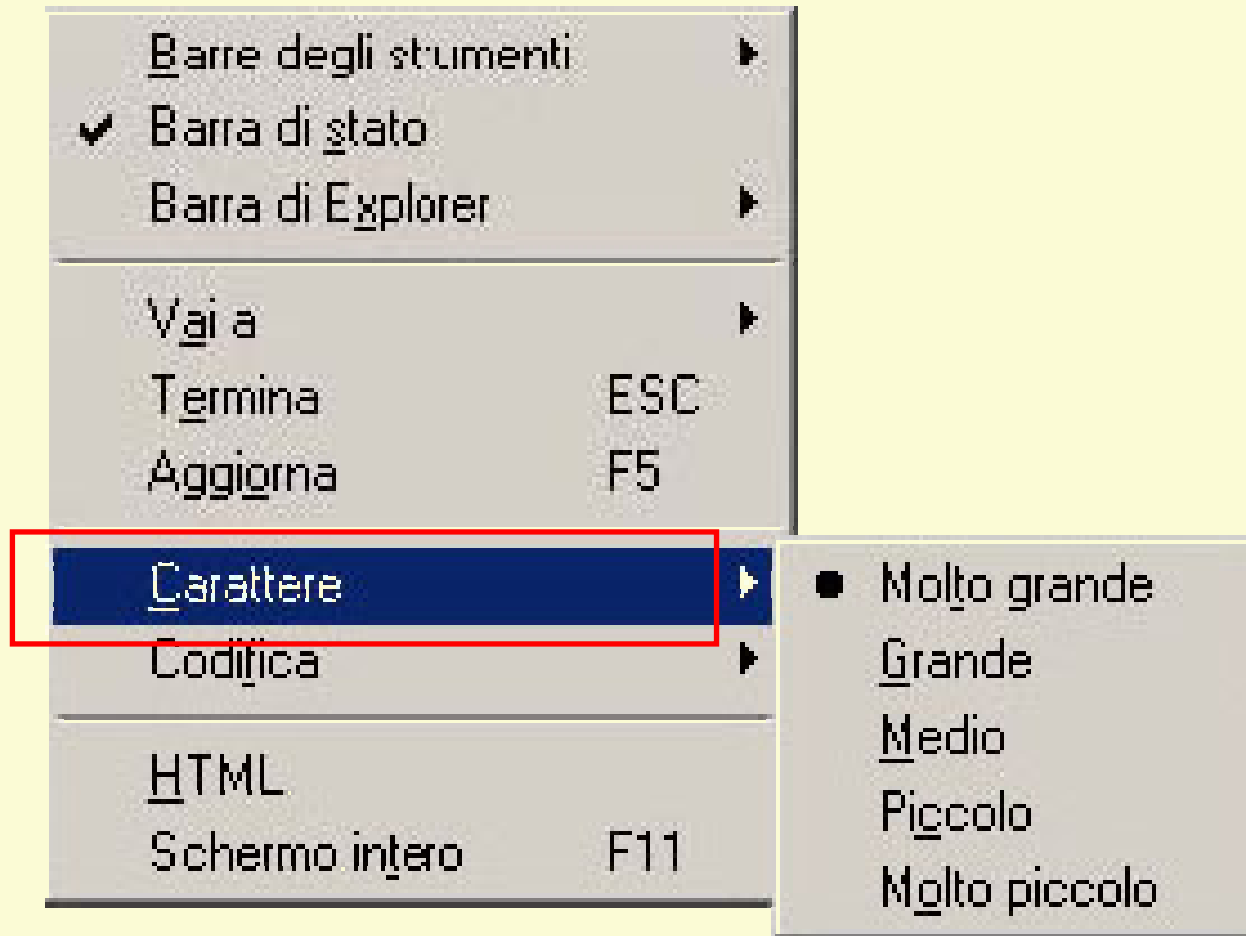 Barre degli strumenti
Barra di stato
Barra di Explorer
Vai a
Termina ESC
Aggiorna F5
Carattere
Codifica
HTML
Schermo intero F11
Molto grande
Grande
Medio
Piccolo
Molto piccolo